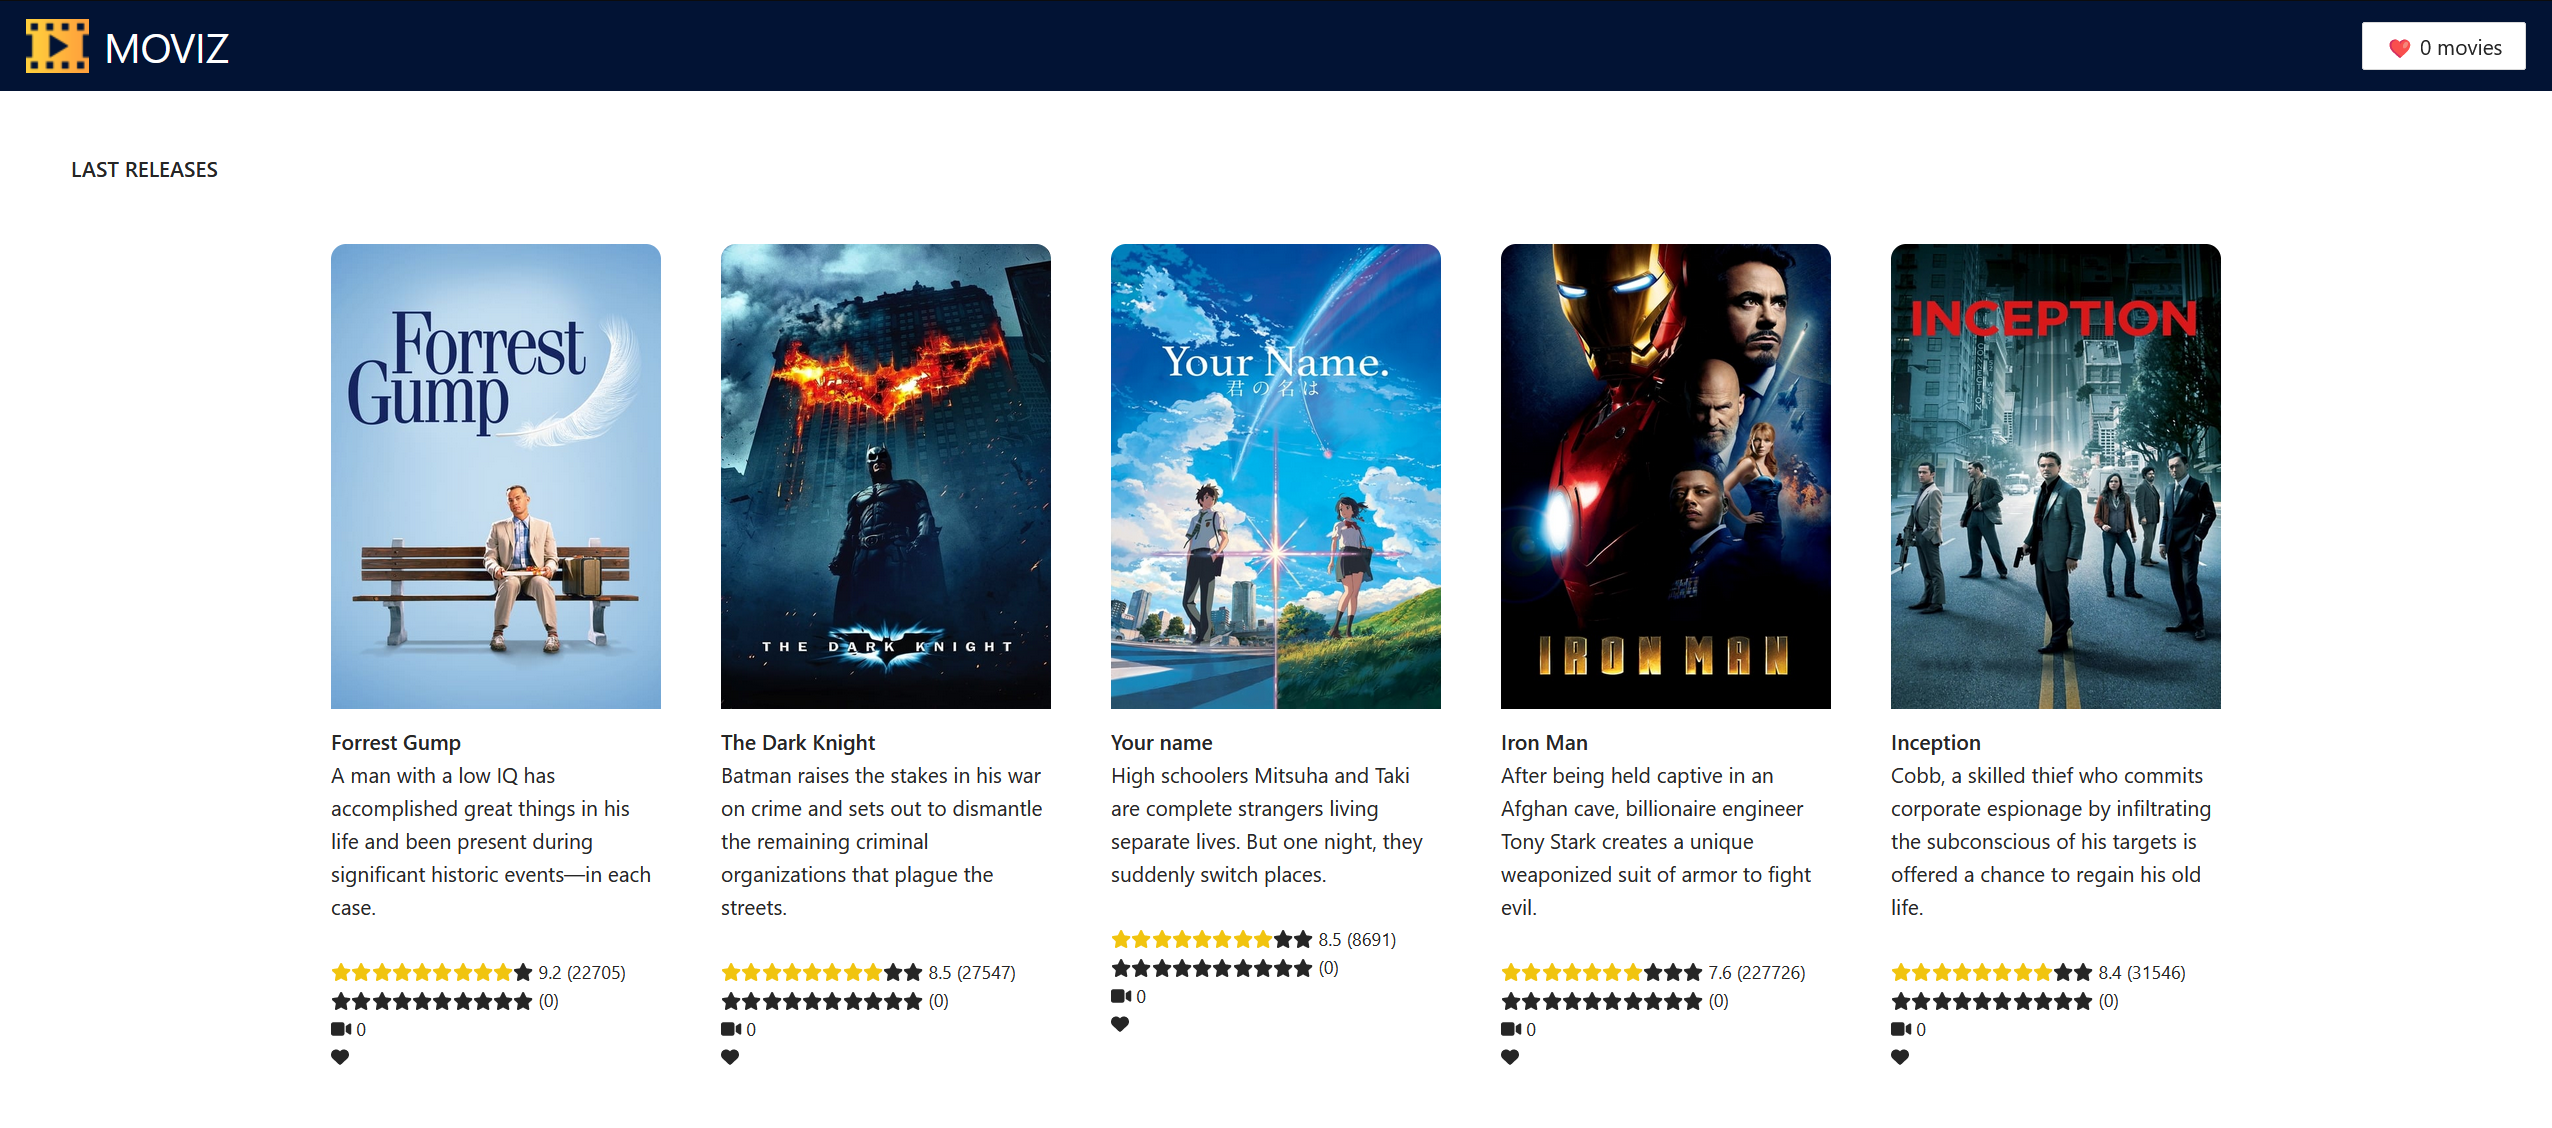 MOVIZ
0 movies
LAST RELEASES
Forrest
Gump
THE DARK KNIGHT
Your Name.
君の名は
IRON MAN
INCEPTION
Forrest Gump
A man with a low IQ has
accomplished great things in his
life and been present during
significant historic events—in each
case.
9.2 (22705)
(0)
0
The Dark Knight
Batman raises the stakes in his war
on crime and sets out to dismantle
the remaining criminal
organizations that plague the
streets.
8.5 (27547)
(0)
0
Your name
High schoolers Mitsuha and Taki
are complete strangers living
separate lives. But one night, they
suddenly switch places.
8.5 (8691)
(0)
0
Iron Man
After being held captive in an
Afghan cave, billionaire engineer
Tony Stark creates a unique
weaponized suit of armor to fight
evil.
7.6 (227726)
(0)
0
Inception
Cobb, a skilled thief who commits
corporate espionage by infiltrating
the subconscious of his targets is
offered a chance to regain his old
life.
8.4 (31546)
(0)
0